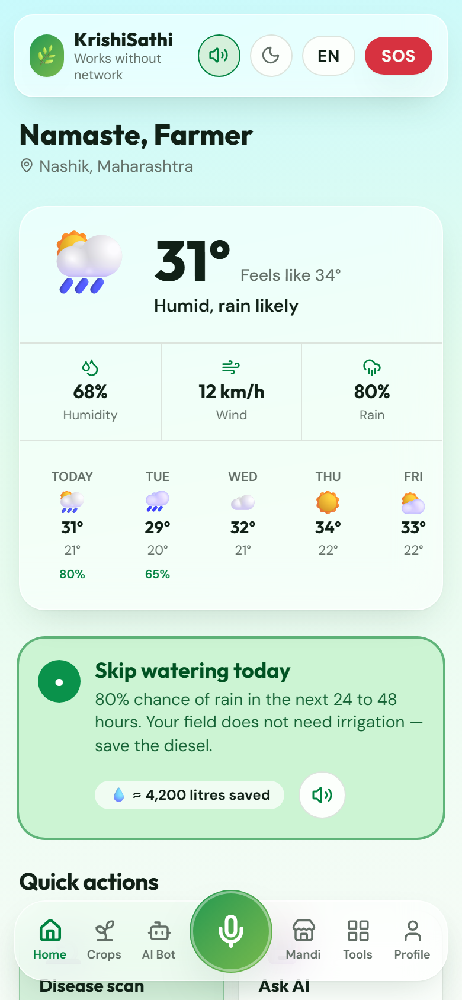 KrishiSathi
Works without
network
EN
SOS
Namaste, Farmer
Nashik, Maharashtra
31°
Feels like 34°
Humid, rain likely
68%
12 km/h
80%
Humidity
Wind
Rain
TODAY
TUE
WED
THU
FRI
31°
29°
32°
34°
33°
21°
20°
21°
22°
22°
80%
65%
Skip watering today
80% chance of rain in the next 24 to 48
hours. Your field does not need irrigation —
save the diesel.
≈ 4,200 litres saved
Quick actions
Home
Crops
AI Bot
Mandi
Tools
Profile
Disease scan
Ask AI